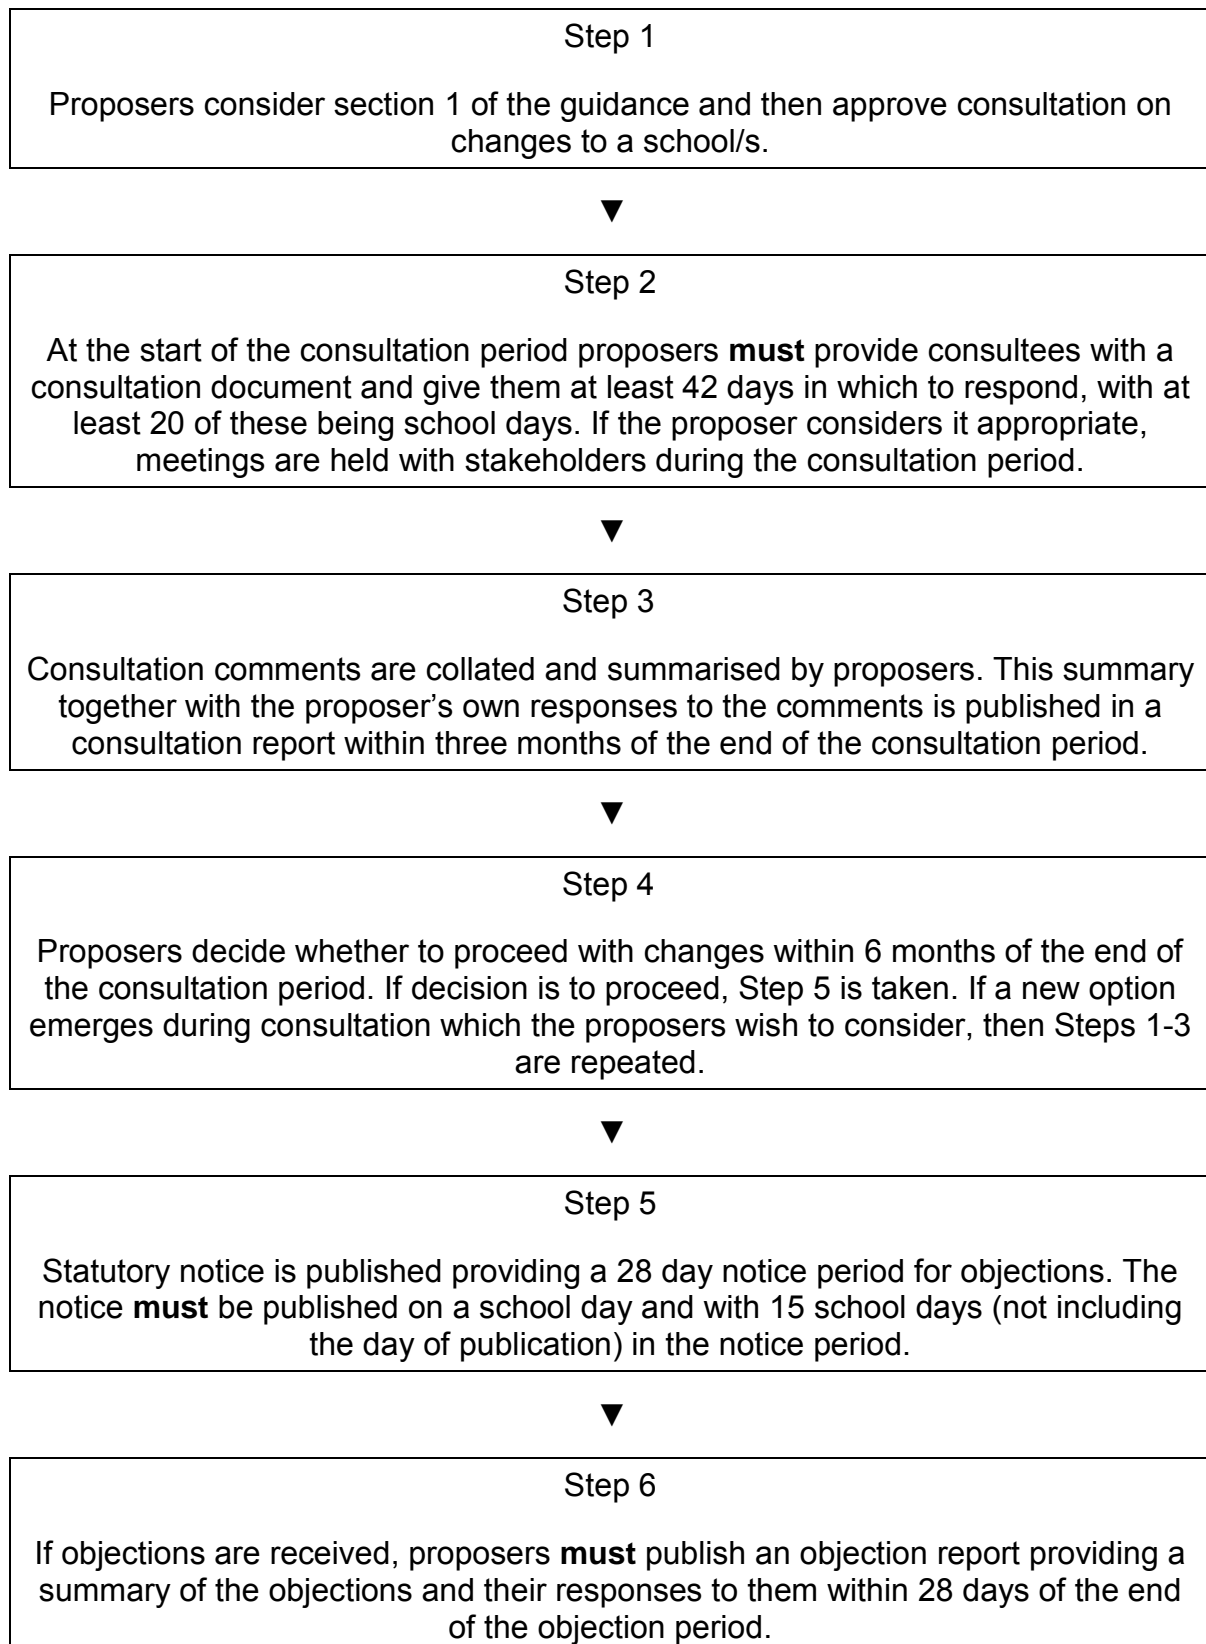 Step 1
Proposers consider section 1 of the guidance and then approve consultation on
changes to a school/s.
▼
Step 2
At the start of the consultation period proposers must provide consultees with a
consultation document and give them at least 42 days in which to respond, with at
least 20 of these being school days. If the proposer considers it appropriate,
meetings are held with stakeholders during the consultation period.
▼
Step 3
Consultation comments are collated and summarised by proposers. This summary
together with the proposer’s own responses to the comments is published in a
consultation report within three months of the end of the consultation period.
▼
Step 4
Proposers decide whether to proceed with changes within 6 months of the end of
the consultation period. If decision is to proceed, Step 5 is taken. If a new option
emerges during consultation which the proposers wish to consider, then Steps 1-3
are repeated.
▼
Step 5
Statutory notice is published providing a 28 day notice period for objections. The
notice must be published on a school day and with 15 school days (not including
the day of publication) in the notice period.
▼
Step 6
If objections are received, proposers must publish an objection report providing a
summary of the objections and their responses to them within 28 days of the end
of the objection period.